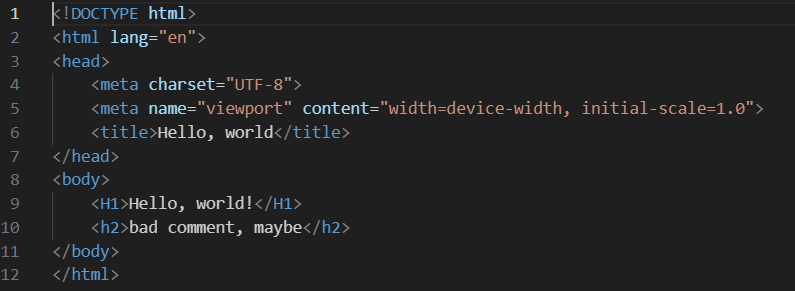 1 <!DOCTYPE html>
2 <html lang="en">
3 <head>
4     <meta charset="UTF-8">
5     <meta name="viewport" content="width=device-width, initial-scale=1.0">
6     <title>Hello, world</title>
7 </head>
8 <body>
9     <H1>Hello, world!</H1>
10     <h2>bad comment, maybe</h2>
11 </body>
12 </html>